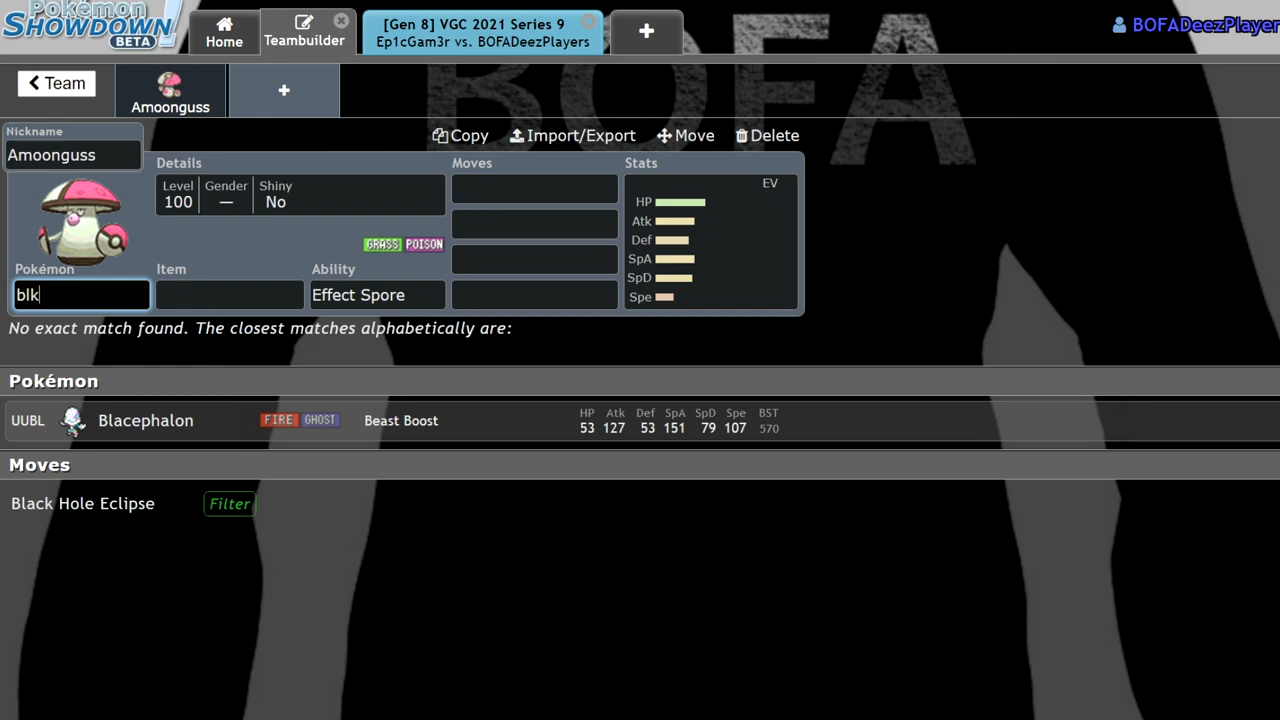 Pokémon
Showdown!
BETA
Home
Teambuilder
[Gen 8] VGC 2021 Series 9
Ep1cGam3r vs. BOFADeezPlayers
+
BOFADeezPlayer
BOFA
Team
Amoonguss
+
Copy
Import/Export
Move
Delete
Nickname
Amoonguss
Details
Level
100
Gender
—
Shiny
No
GRASS POISON
Pokémon
blk
Item
Ability
Effect Spore
Moves
Stats
EV
HP
Atk
Def
SpA
SpD
Spe
No exact match found. The closest matches alphabetically are:
Pokémon
UUBL Blacephalon FIRE GHOST Beast Boost
HP Atk Def SpA SpD Spe BST
53 127 53 151 79 107 570
Moves
Black Hole Eclipse Filter